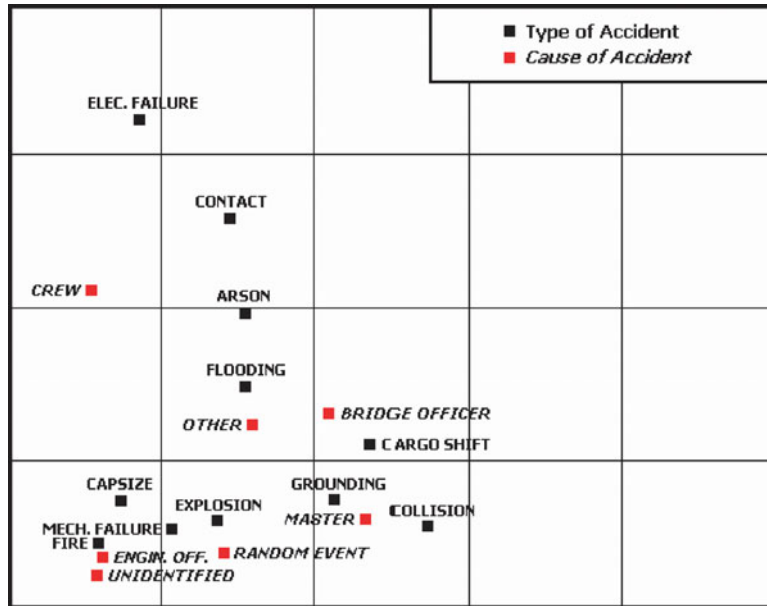 Type of Accident
Cause of Accident
ELEC. FAILURE
CONTACT
CREW
ARSON
FLOODING
OTHER
BRIDGE OFFICER
CARGO SHIFT
CAPSIZE
GROUNDING
EXPLOSION
MASTER
COLLISION
MECH. FAILURE
FIRE
ENGIN. OFF.
RANDOM EVENT
UNIDENTIFIED